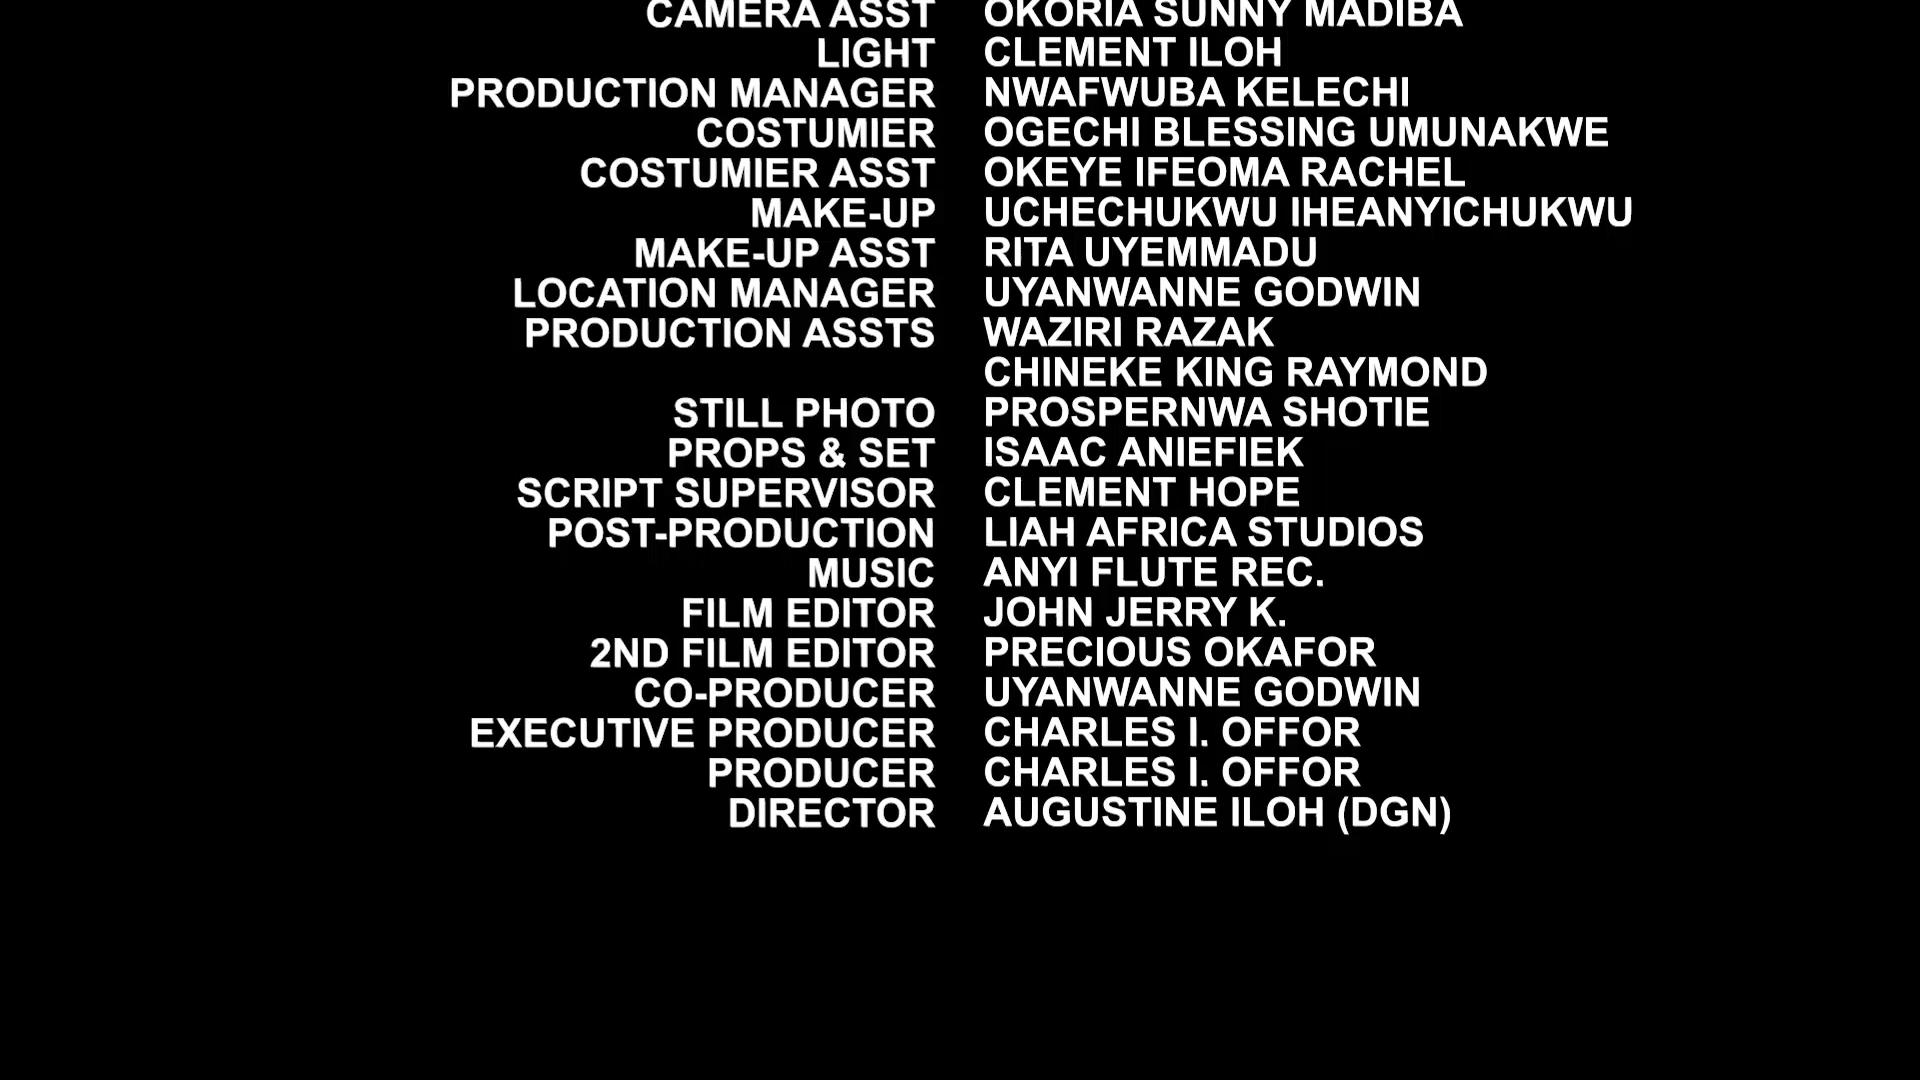 CAMERA ASST OKORIA SUNNY MADIBA
LIGHT CLEMENT ILOH
PRODUCTION MANAGER NWAFWUBA KELECHI
COSTUMIER OGECHI BLESSING UMUNAKWE
COSTUMIER ASST OKEYE IFEOMA RACHEL
MAKE-UP UCHECHUKWU IHEANYICHUKWU
MAKE-UP ASST RITA UYEMMADU
LOCATION MANAGER UYANWANNE GODWIN
PRODUCTION ASSTS WAZIRI RAZAK
CHINEKE KING RAYMOND
STILL PHOTO PROSPERNWA SHOTIE
PROPS & SET ISAAC ANIEFIEK
SCRIPT SUPERVISOR CLEMENT HOPE
POST-PRODUCTION LIAH AFRICA STUDIOS
MUSIC ANYI FLUTE REC.
FILM EDITOR JOHN JERRY K.
2ND FILM EDITOR PRECIOUS OKAFOR
CO-PRODUCER UYANWANNE GODWIN
EXECUTIVE PRODUCER CHARLES I. OFFOR
PRODUCER CHARLES I. OFFOR
DIRECTOR AUGUSTINE ILOH (DGN)